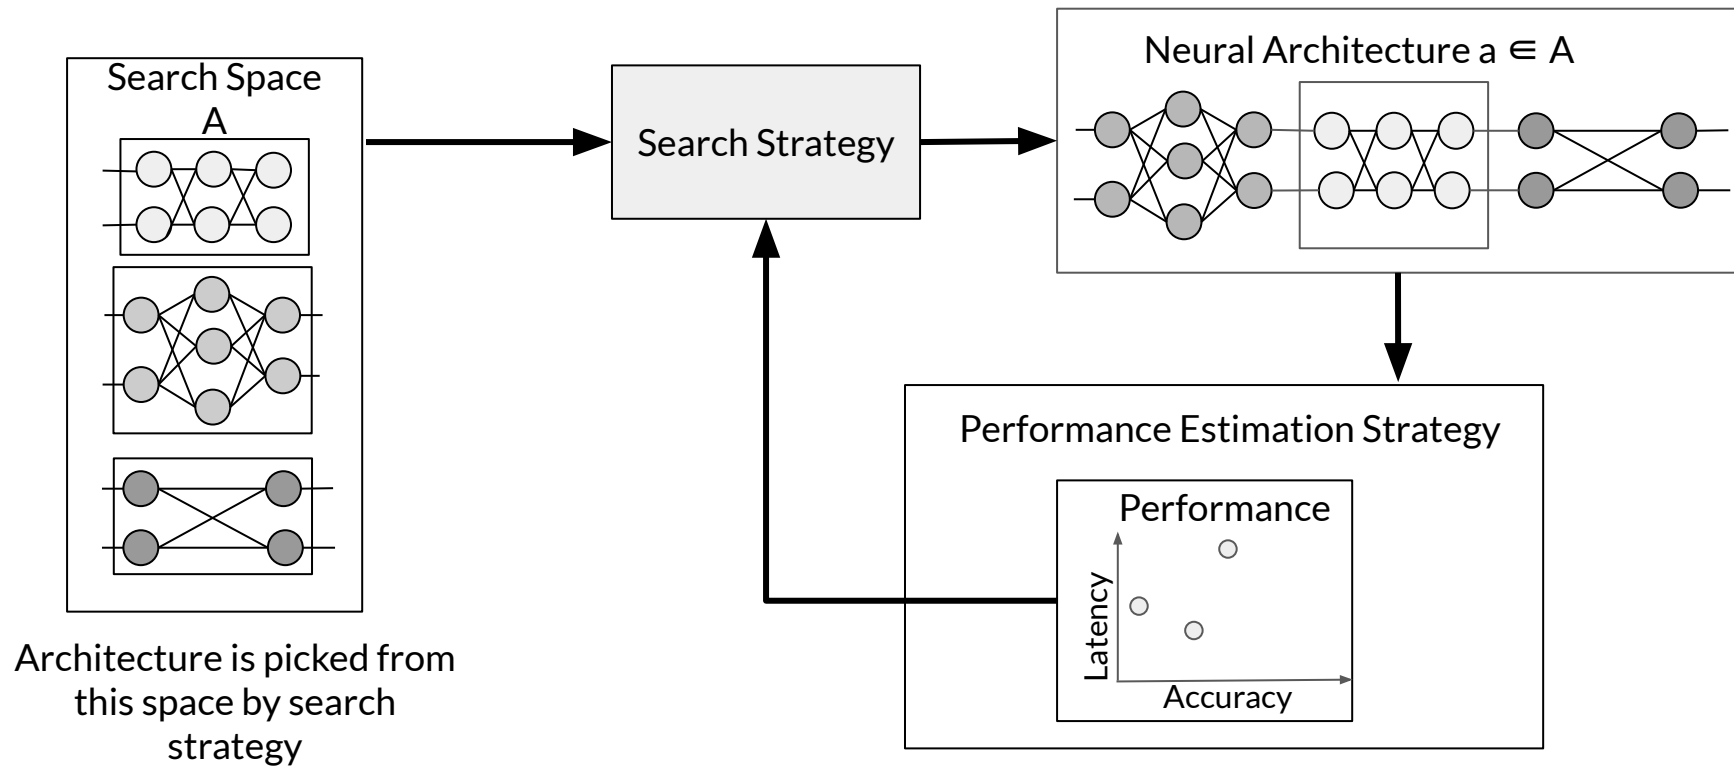 Search Space
A
Search Strategy
Neural Architecture a ∈ A
Performance Estimation Strategy
Performance
Latency
Accuracy
Architecture is picked from
this space by search
strategy